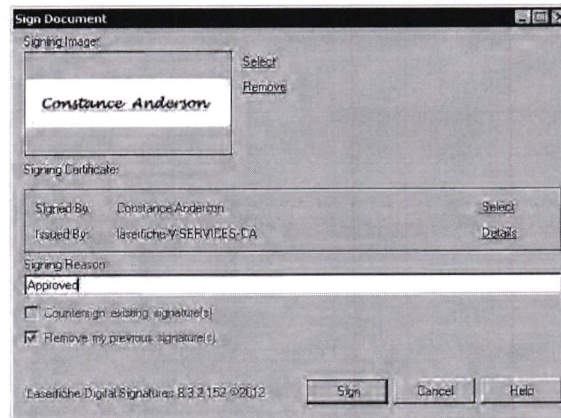 Sign Document
Signing Image:
Select
Constance Anderson
Remove
Signing Certificate:
Signed By: Constance Anderson Select
Issued By: laserfiche-V-SERVICES-CA Details
Signing Reason:
Approved
Countersign existing signature(s)
Remove my previous signature(s)
Laserfiche Digital Signatures 8.3.2.152 ©2012 Sign Cancel Help